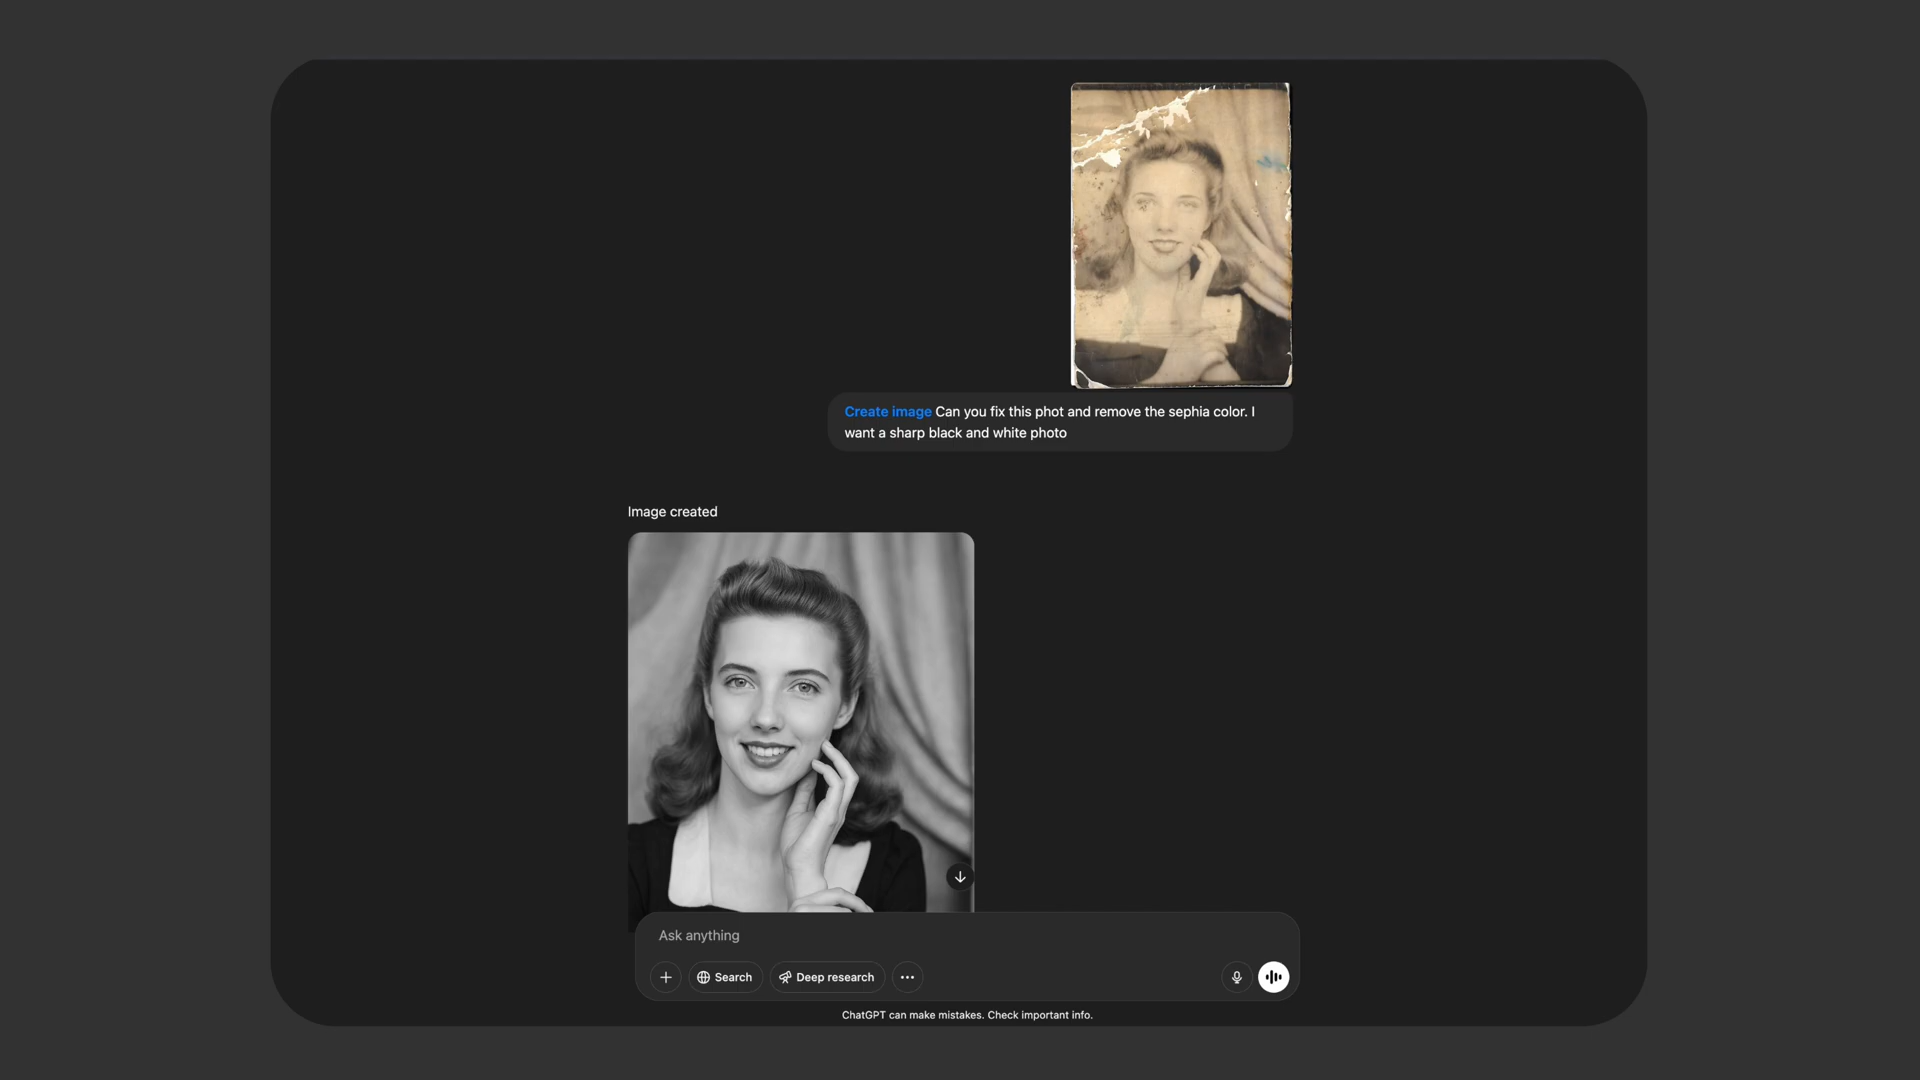 Create image Can you fix this phot and remove the sephia color. I
want a sharp black and white photo
Image created
Ask anything
Search
Deep research
ChatGPT can make mistakes. Check important info.